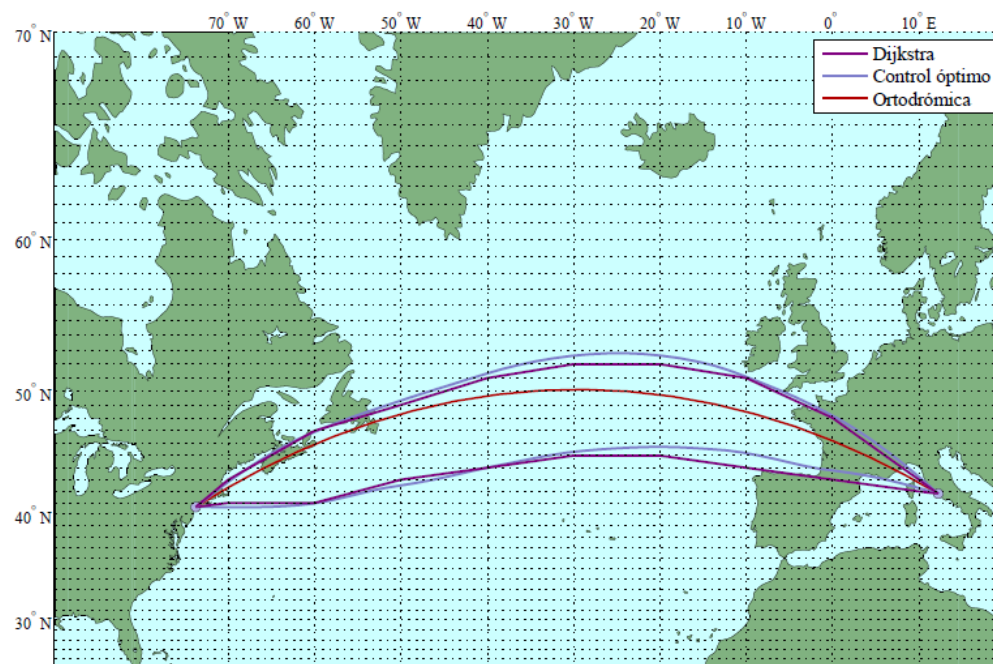 70° W 60° W 50° W 40° W 30° W 20° W 10° W 0° 10° E
70° N
Dijkstra
Control óptimo
Ortodrómica
60° N
50° N
40° N
30° N